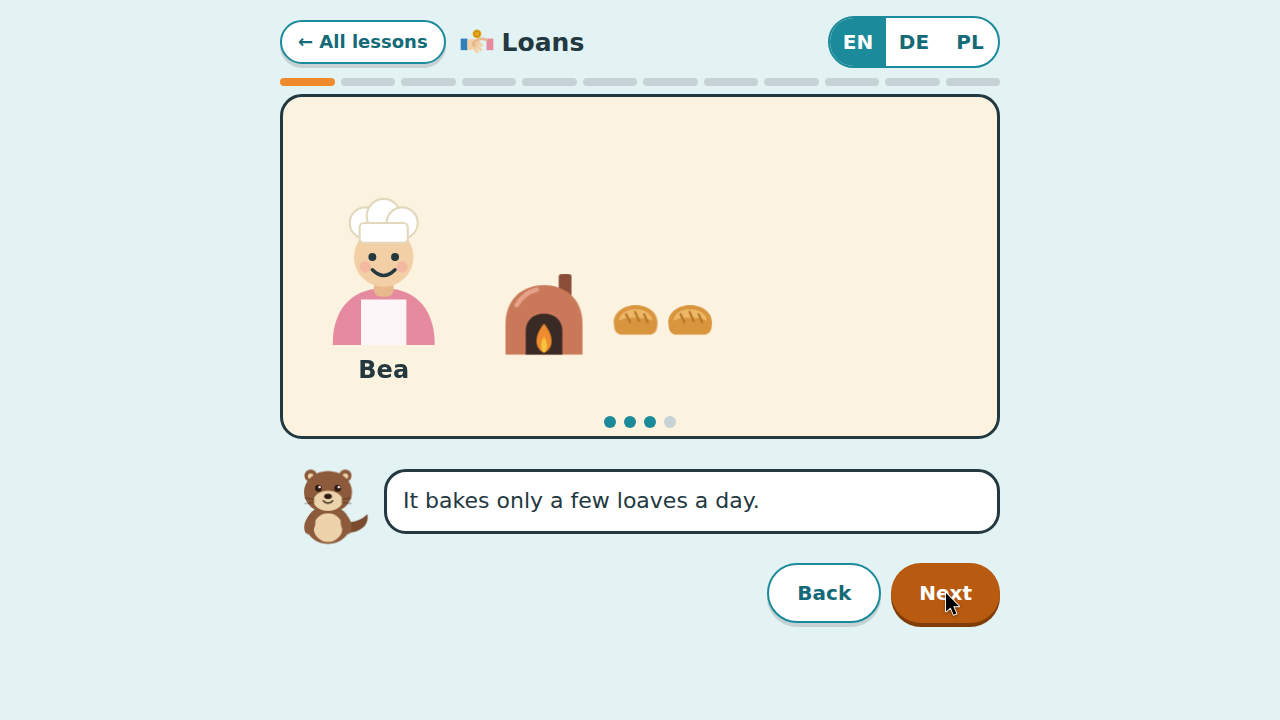 ← All lessons
Loans
EN DE PL
Bea
It bakes only a few loaves a day.
Back
Next